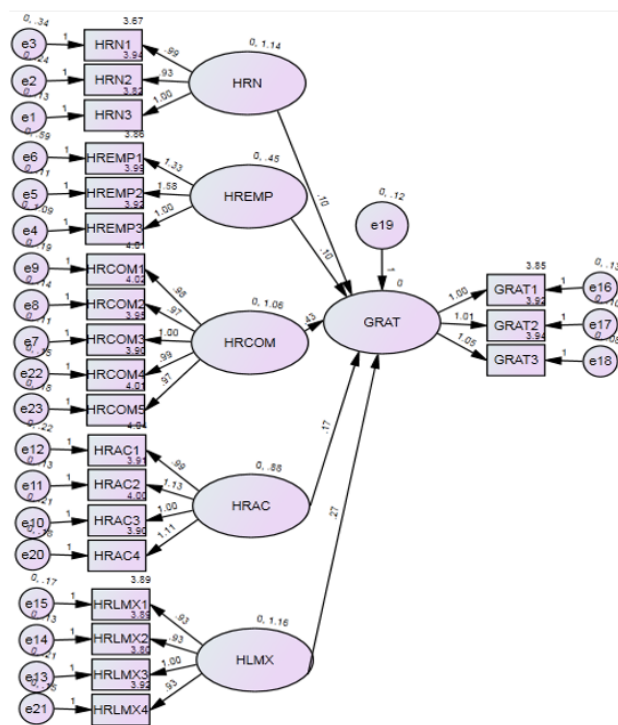 0, .34
3.67
e3 1 HRN1 .99
0, 1.14
3.94
e2 1 HRN2 .93 HRN
3.82
e1 1 HRN3 1.00
3.86
e6 1 HREMP1 1.33
0, .45
3.99
e5 1 HREMP2 1.58 HREMP
3.92
e4 1 HREMP3 1.00
.10
.10
0, .12
e19
1
4.01
e9 1 HRCOM1 .98
4.02
e8 1 HRCOM2 .97
0, 1.06
3.95
e7 1 HRCOM3 1.00 HRCOM .43
3.90
e22 1 HRCOM4 .99
4.01
e23 1 HRCOM5 .97
0
GRAT
3.85
0, .13
1.00 GRAT1 1 e16
3.92
1.01 GRAT2 1 e17
3.94
1.05 GRAT3 1 e18
0, .22
4.04
e12 1 HRAC1 .99
0, .88
3.91
e11 1 HRAC2 1.13 HRAC .17
4.00
e10 1 HRAC3 1.00
3.90
e20 1 HRAC4 1.11
.27
0, .17
3.89
e15 1 HRLMX1 .93
0, 1.16
3.89
e14 1 HRLMX2 .93 HLMX
3.80
e13 1 HRLMX3 1.00
3.92
e21 1 HRLMX4 .93